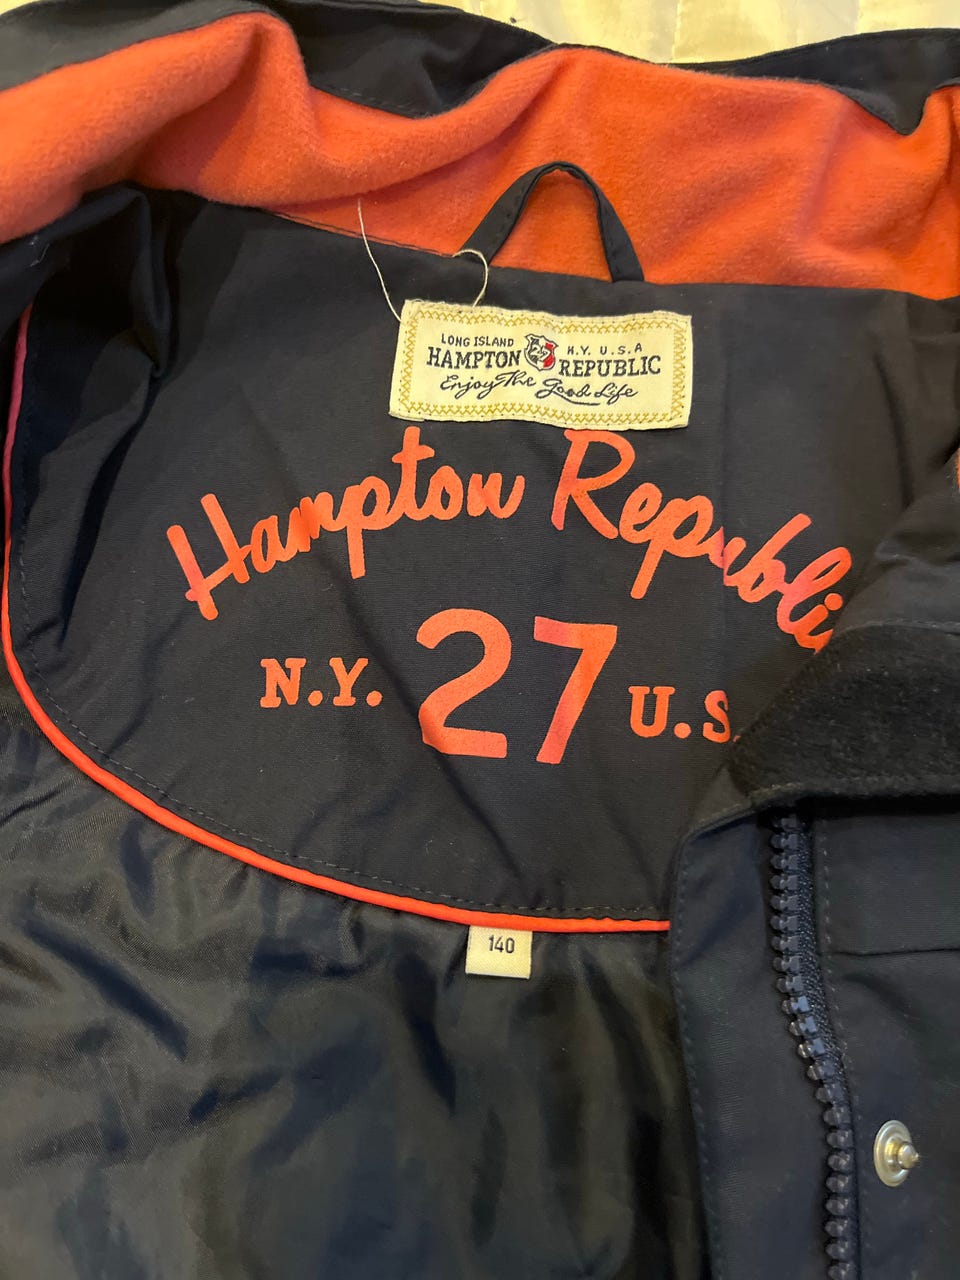 LONG ISLAND N.Y. U.S.A
HAMPTON REPUBLIC
Enjoy The Good Life
Hampton Republi
N.Y. 27 U.S.
140